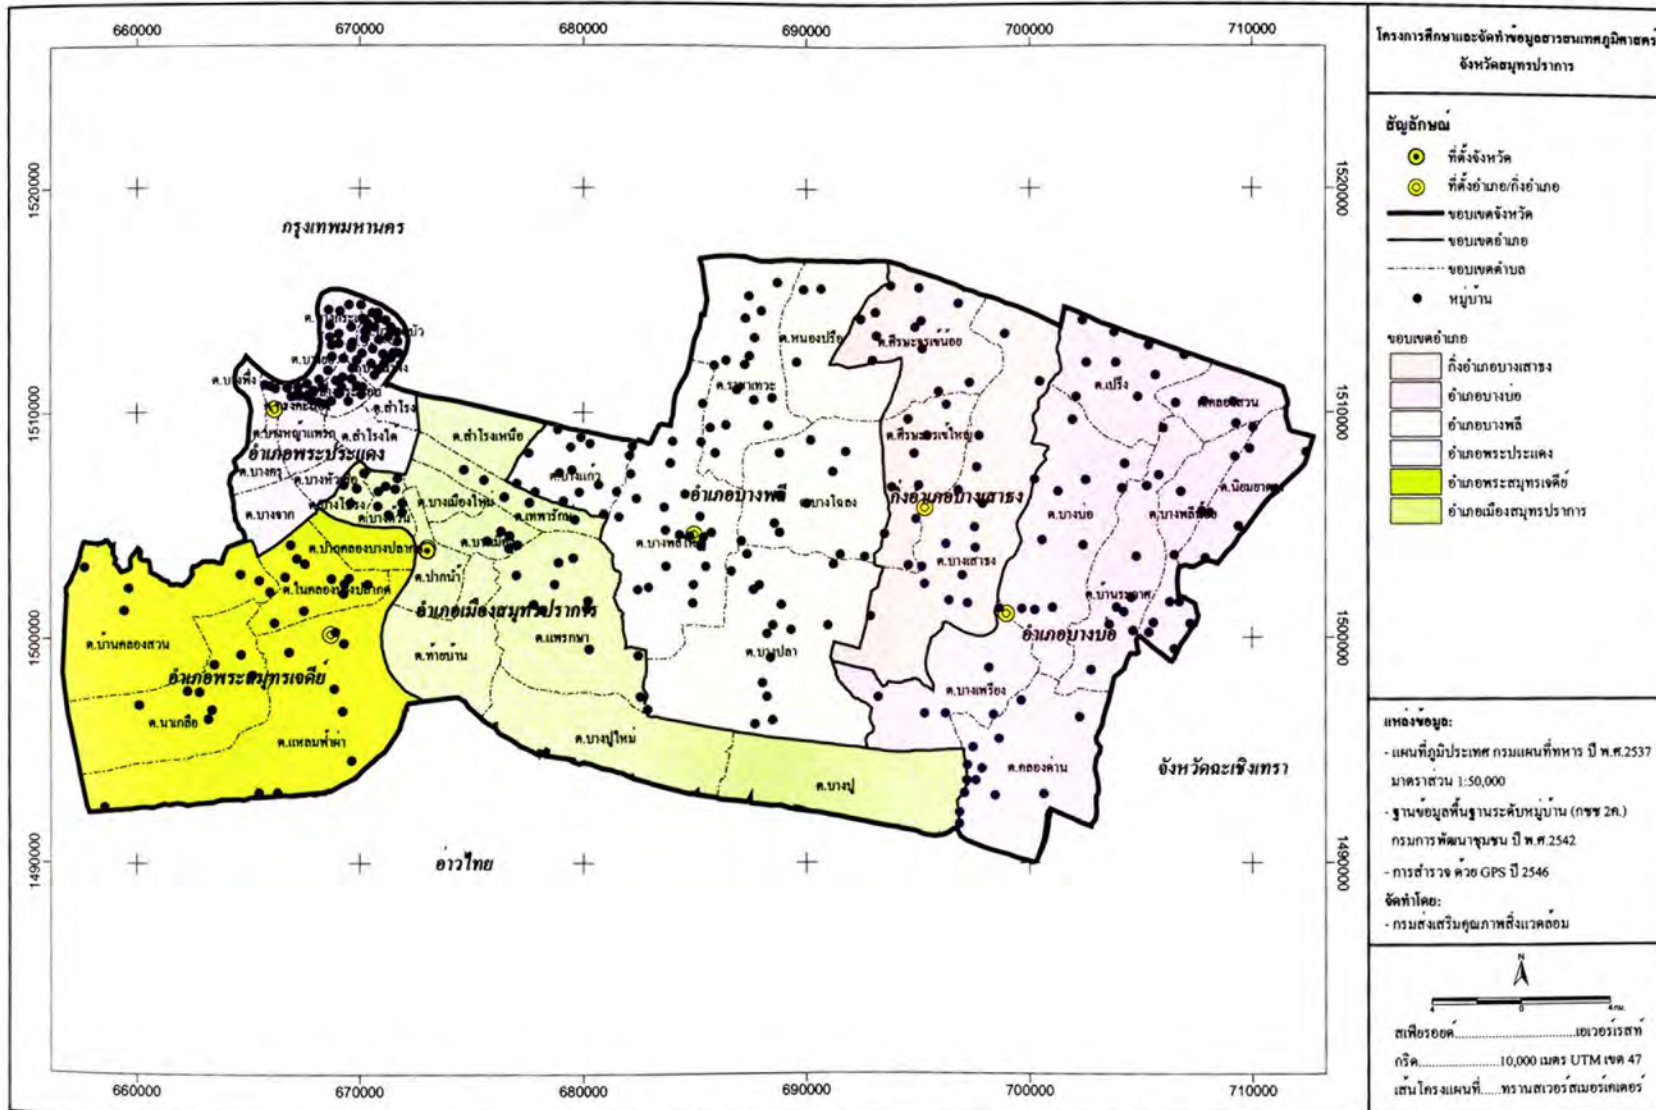 660000 670000 680000 690000 700000 710000
โครงการศึกษาและจัดทำข้อมูลสารสนเทศภูมิศาสตร์
จังหวัดสมุทรปราการ
สัญลักษณ์
ที่ตั้งจังหวัด
ที่ตั้งอำเภอ/กิ่งอำเภอ
ขอบเขตจังหวัด
ขอบเขตอำเภอ
ขอบเขตตำบล
หมู่บ้าน
ขอบเขตอำเภอ
กิ่งอำเภอบางเสาธง
อำเภอบางบ่อ
อำเภอบางพลี
อำเภอพระประแดง
อำเภอพระสมุทรเจดีย์
อำเภอเมืองสมุทรปราการ
แหล่งข้อมูล:
- แผนที่ภูมิประเทศ กรมแผนที่ทหาร ปี พ.ศ.2537
มาตราส่วน 1:50,000
- ฐานข้อมูลพื้นฐานระดับหมู่บ้าน (กชช 2ค.)
กรมการพัฒนาชุมชน ปี พ.ศ.2542
- การสำรวจ ด้วย GPS ปี 2546
จัดทำโดย:
- กรมส่งเสริมคุณภาพสิ่งแวดล้อม
N
4 0 4 กม.
สเฟียรอยด์..............................เอเวอร์เรสท์
กริด..........................10,000 เมตร UTM เขต 47
เส้นโครงแผนที่.....ทรานสเวอร์สเมอร์เคเตอร์
1520000 1520000
กรุงเทพมหานคร
ต.บางพึ่ง
ต.หนองปรือ
ต.ศีรษะจรเข้น้อย
ต.ราชาเทวะ
ต.เปร็ง
ต.คลองสวน
1510000 1510000
ต.สำโรง
ต.บางหญ้าแพรก
ต.สำโรงใต้
ต.สำโรงเหนือ
ต.ศีรษะจรเข้ใหญ่
อำเภอพระประแดง
ต.บางครุ
ต.บางแก้ว
ต.บางเมืองใหม่
อำเภอบางพลี
ต.บางโฉลง
กิ่งอำเภอบางเสาธง
ต.บางจาก
ต.บางด้วน
ต.เทพารักษ์
ต.บางบ่อ
ต.บางพลีน้อย
ต.บางพลีใหญ่
ต.ปากคลองบางปลากด
ต.ในคลองบางปลากด
ต.ปากน้ำ
ต.บางเสาธง
ต.บ้านระกาศ
อำเภอเมืองสมุทรปราการ
1500000 1500000
ต.บ้านคลองสวน
ต.แพรกษา
อำเภอบางบ่อ
ต.ท้ายบ้าน
ต.บางปลา
อำเภอพระสมุทรเจดีย์
ต.บางเพรียง
ต.นาเกลือ
ต.แหลมฟ้าผ่า
ต.บางปูใหม่
ต.คลองด่าน
จังหวัดฉะเชิงเทรา
ต.บางปู
1490000 1490000
อ่าวไทย
660000 670000 680000 690000 700000 710000